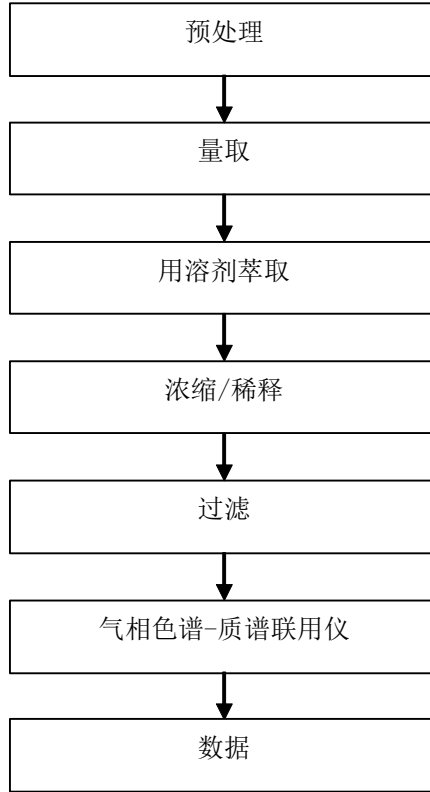 预处理
量取
用溶剂萃取
浓缩/稀释
过滤
气相色谱-质谱联用仪
数据